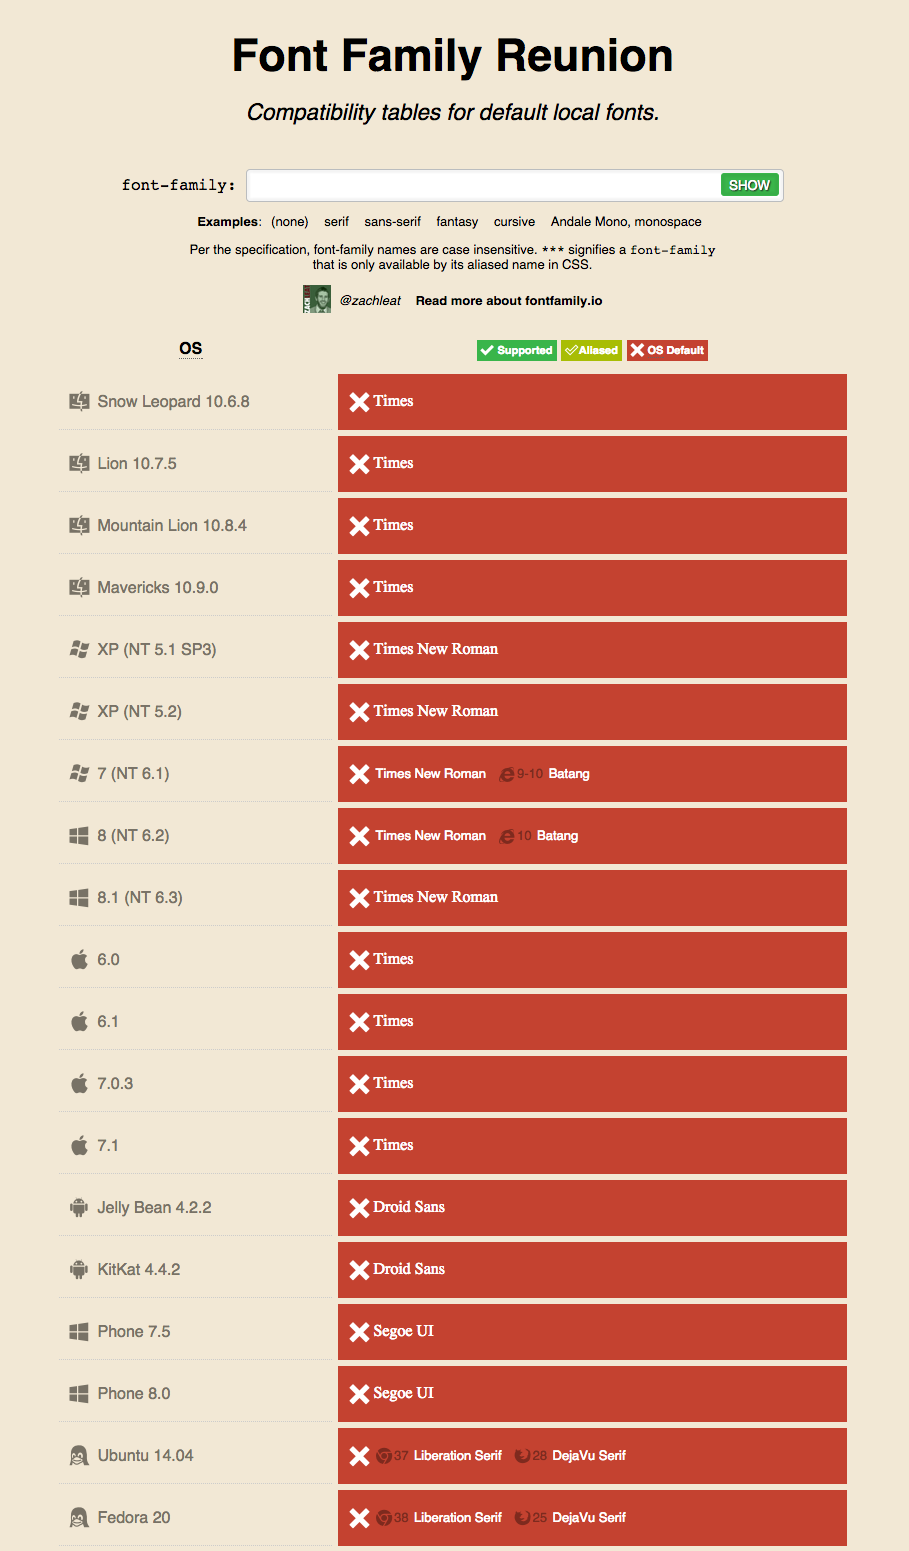 Font Family Reunion
Compatibility tables for default local fonts.
font-family: SHOW
Examples: (none) serif sans-serif fantasy cursive Andale Mono, monospace
Per the specification, font-family names are case insensitive. *** signifies a font-family
that is only available by its aliased name in CSS.
@zachleat Read more about fontfamily.io
OS Supported Aliased OS Default
Snow Leopard 10.6.8 Times
Lion 10.7.5 Times
Mountain Lion 10.8.4 Times
Mavericks 10.9.0 Times
XP (NT 5.1 SP3) Times New Roman
XP (NT 5.2) Times New Roman
7 (NT 6.1) Times New Roman 9-10 Batang
8 (NT 6.2) Times New Roman 10 Batang
8.1 (NT 6.3) Times New Roman
6.0 Times
6.1 Times
7.0.3 Times
7.1 Times
Jelly Bean 4.2.2 Droid Sans
KitKat 4.4.2 Droid Sans
Phone 7.5 Segoe UI
Phone 8.0 Segoe UI
Ubuntu 14.04 37 Liberation Serif 28 DejaVu Serif
Fedora 20 38 Liberation Serif 25 DejaVu Serif